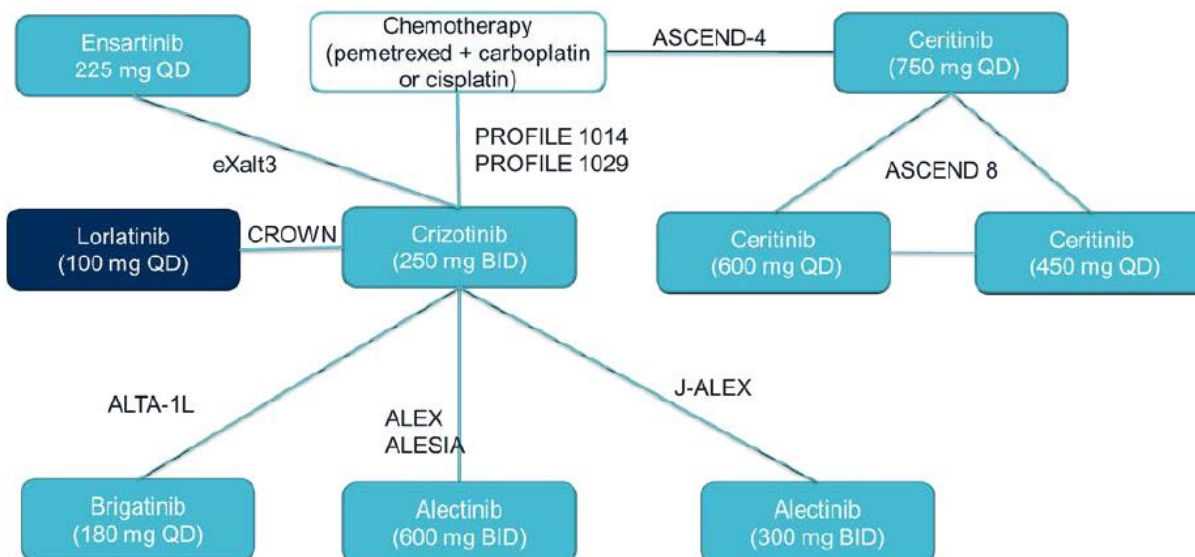 Ensartinib
225 mg QD
Chemotherapy
(pemetrexed + carboplatin
or cisplatin)
ASCEND-4
Ceritinib
(750 mg QD)
eXalt3
PROFILE 1014
PROFILE 1029
ASCEND 8
Lorlatinib
(100 mg QD)
CROWN
Crizotinib
(250 mg BID)
Ceritinib
(600 mg QD)
Ceritinib
(450 mg QD)
ALTA-1L
ALEX
ALESIA
J-ALEX
Brigatinib
(180 mg QD)
Alectinib
(600 mg BID)
Alectinib
(300 mg BID)